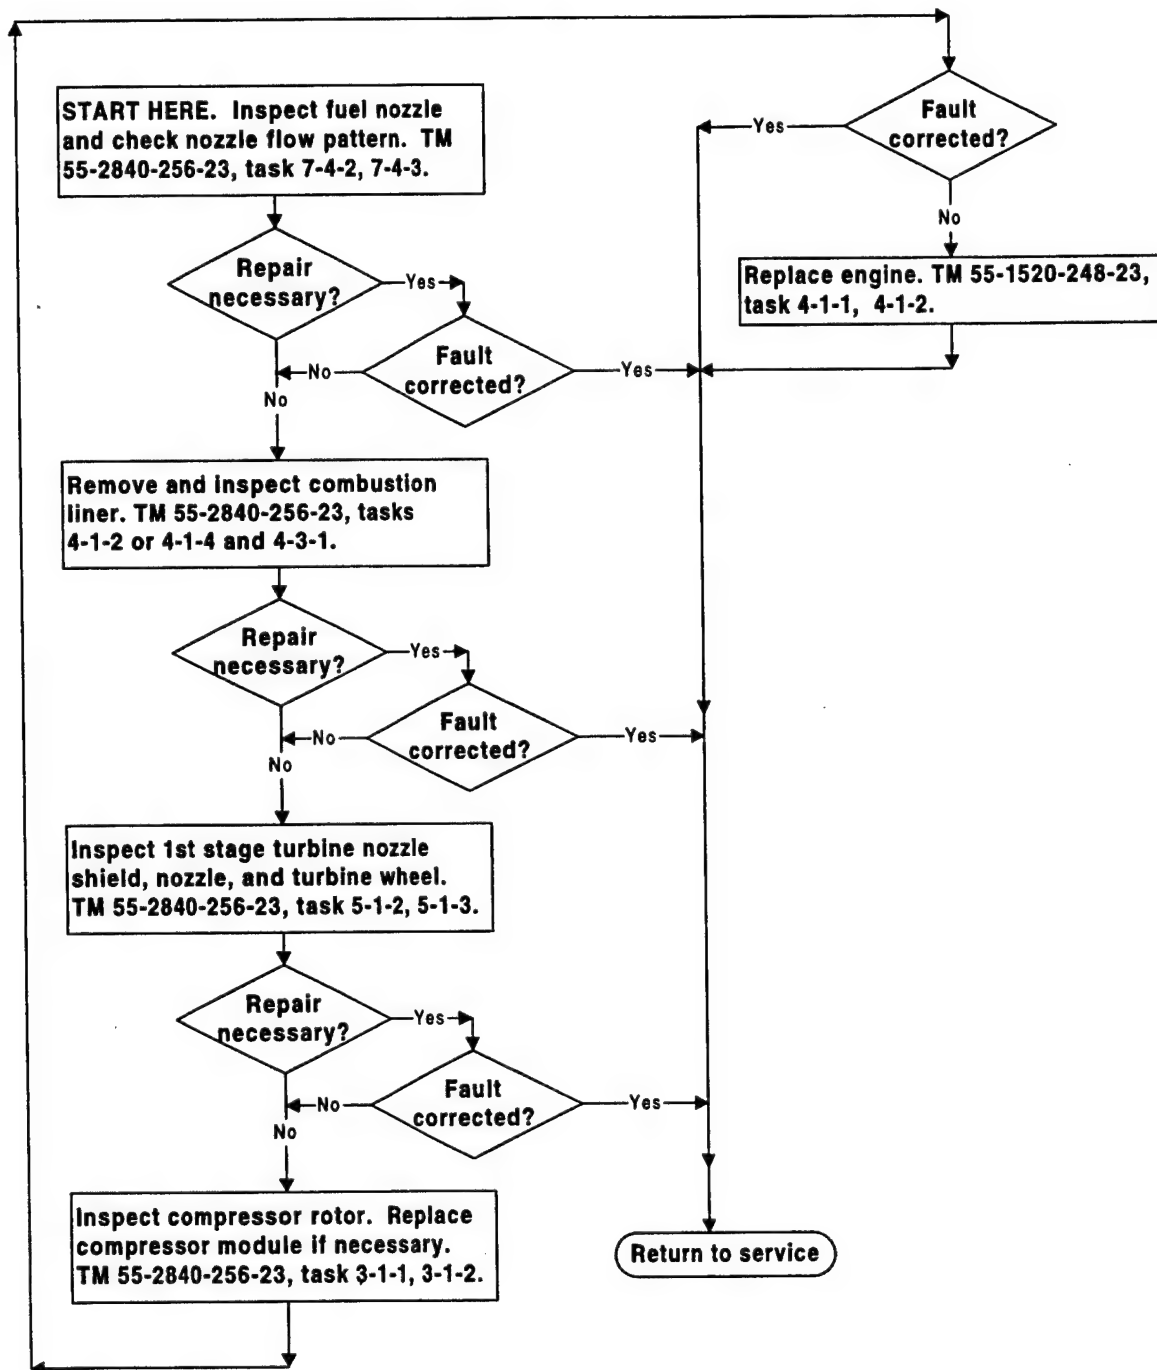 START HERE. Inspect fuel nozzle
and check nozzle flow pattern. TM
55-2840-256-23, task 7-4-2, 7-4-3.
Repair
necessary?
Yes
Fault
corrected?
No
Yes
No
Remove and inspect combustion
liner. TM 55-2840-256-23, tasks
4-1-2 or 4-1-4 and 4-3-1.
Repair
necessary?
Yes
Fault
corrected?
No
Yes
No
Inspect 1st stage turbine nozzle
shield, nozzle, and turbine wheel.
TM 55-2840-256-23, task 5-1-2, 5-1-3.
Repair
necessary?
Yes
Fault
corrected?
No
Yes
No
Inspect compressor rotor. Replace
compressor module if necessary.
TM 55-2840-256-23, task 3-1-1, 3-1-2.
Fault
corrected?
Yes
No
Replace engine. TM 55-1520-248-23,
task 4-1-1, 4-1-2.
Return to service